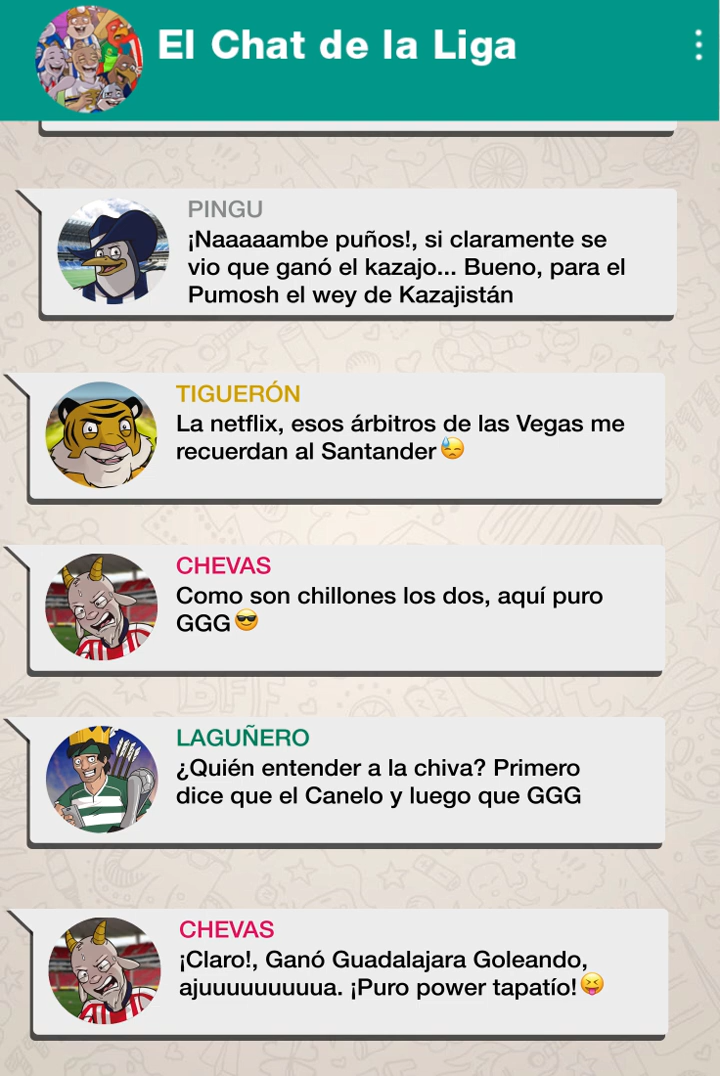 El Chat de la Liga
PINGU
¡Naaaaambe puños!, si claramente se
vio que ganó el kazajo... Bueno, para el
Pumosh el wey de Kazajistán
TIGUERÓN
La netflix, esos árbitros de las Vegas me
recuerdan al Santander😓
CHEVAS
Como son chillones los dos, aquí puro
GGG😎
LAGUÑERO
¿Quién entender a la chiva? Primero
dice que el Canelo y luego que GGG
CHEVAS
¡Claro!, Ganó Guadalajara Goleando,
ajuuuuuuuuua. ¡Puro power tapatío!😝
BFF